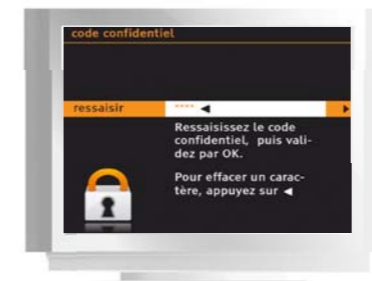 code confidentiel
ressaisir **** ◄ ►
Ressaisissez le code
confidentiel, puis vali-
dez par OK.
Pour effacer un carac-
tère, appuyez sur ◄